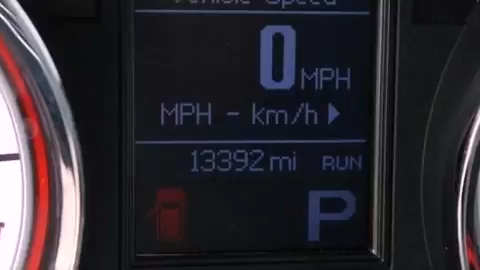 Vehicle Speed
0 MPH
MPH - km/h
13392 mi RUN
P